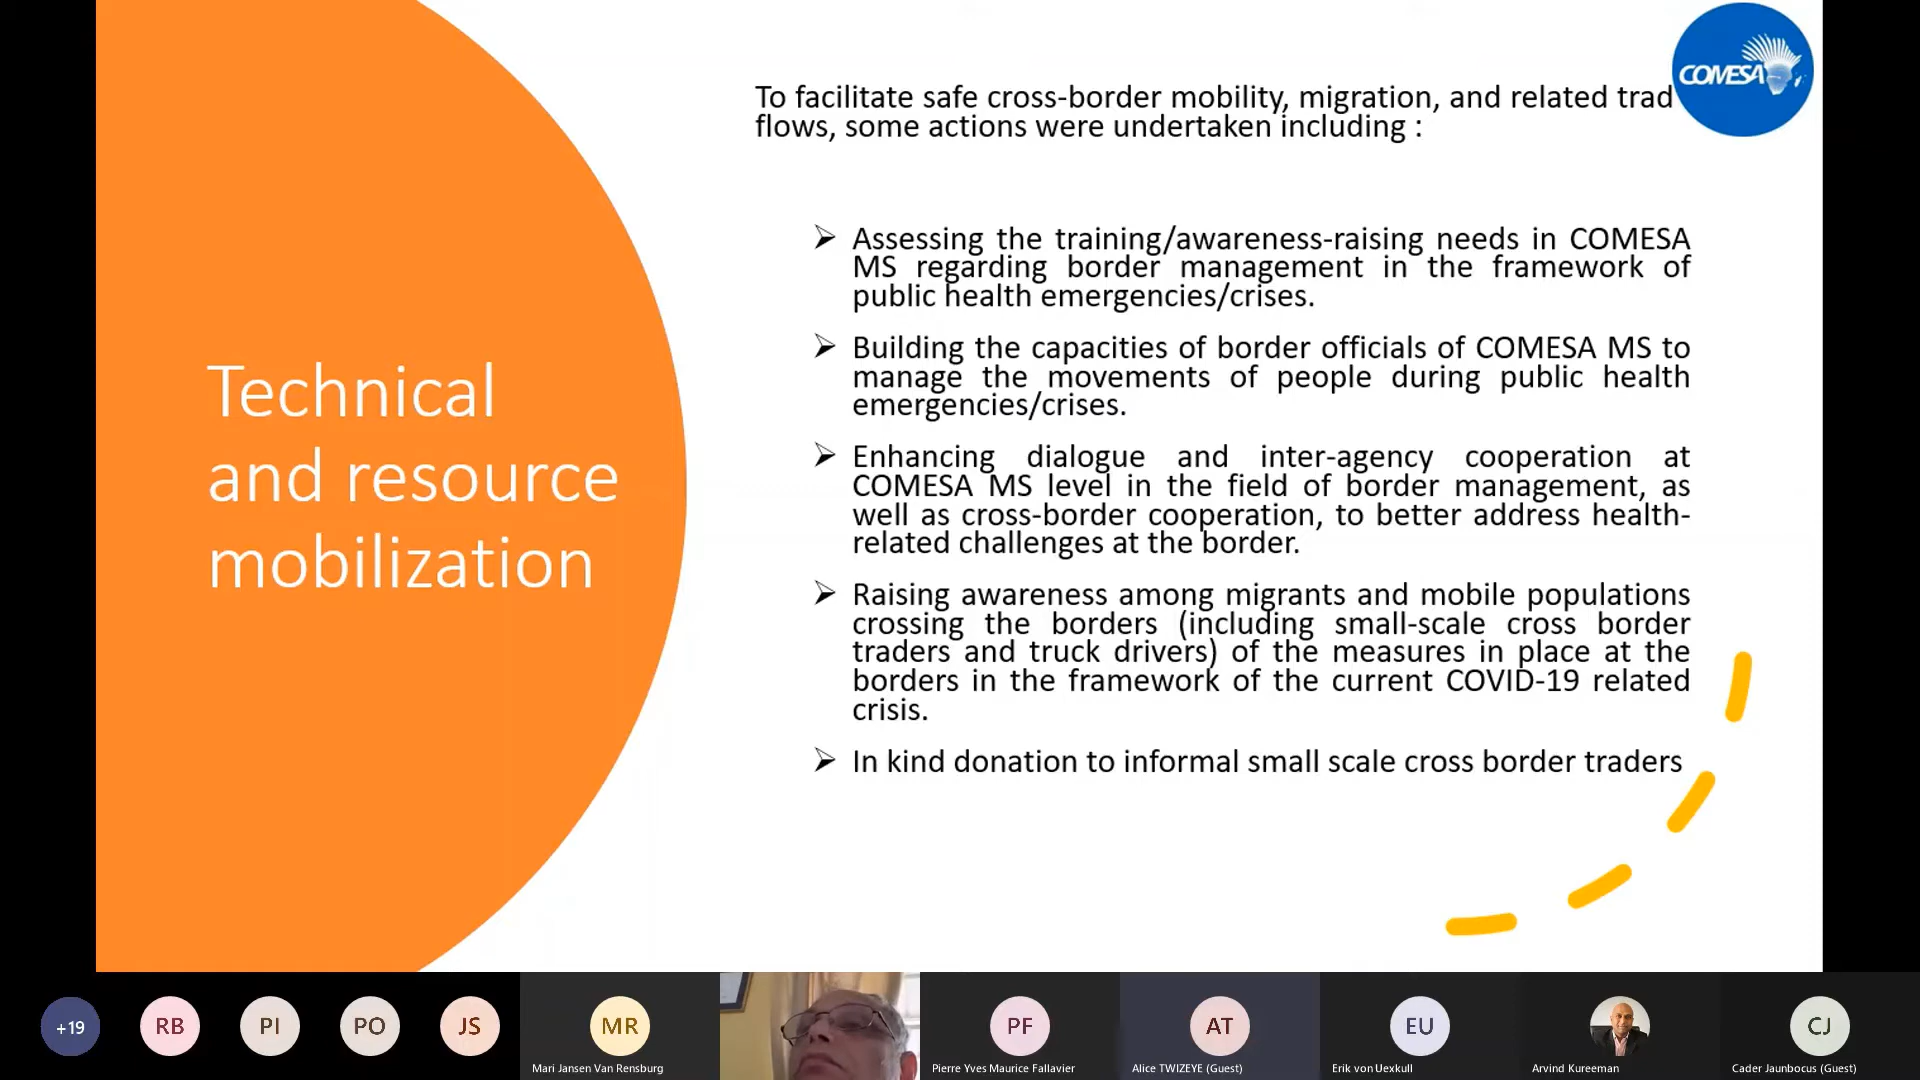 COMESA
To facilitate safe cross-border mobility, migration, and related trad
flows, some actions were undertaken including :
Technical
and resource
mobilization
➢ Assessing the training/awareness-raising needs in COMESA
MS regarding border management in the framework of
public health emergencies/crises.
➢ Building the capacities of border officials of COMESA MS to
manage the movements of people during public health
emergencies/crises.
➢ Enhancing dialogue and inter-agency cooperation at
COMESA MS level in the field of border management, as
well as cross-border cooperation, to better address health-
related challenges at the border.
➢ Raising awareness among migrants and mobile populations
crossing the borders (including small-scale cross border
traders and truck drivers) of the measures in place at the
borders in the framework of the current COVID-19 related
crisis.
➢ In kind donation to informal small scale cross border traders
+19
RB
PI
PO
JS
MR
PF
AT
EU
CJ
Mari Jansen Van Rensburg
Pierre Yves Maurice Fallavier
Alice TWIZEYE (Guest)
Erik von Uexkull
Arvind Kureeman
Cader Jaunbocus (Guest)